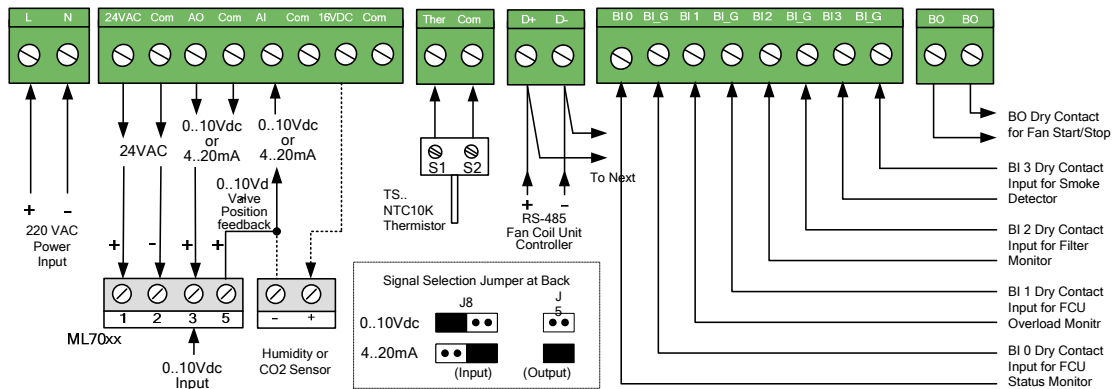 L N
24VAC Com AO Com AI Com 16VDC Com
Ther Com
D+ D-
BI 0 BI_G BI 1 BI_G BI 2 BI_G BI 3 BI_G
BO BO
24VAC
0..10Vdc
or
4..20mA
0..10Vdc
or
4..20mA
0..10Vd
Valve
Position
feedback
+ -
220 VAC
Power
Input
+ - + +
1 2 3 5
ML70xx
0..10Vdc
Input
- +
Humidity or
CO2 Sensor
S1 S2
TS..
NTC10K
Thermistor
To Next
+ -
RS-485
Fan Coil Unit
Controller
Signal Selection Jumper at Back
J8
J
5
0..10Vdc
4..20mA
(Input) (Output)
BO Dry Contact
for Fan Start/Stop
BI 3 Dry Contact
Input for Smoke
Detector
BI 2 Dry Contact
Input for Filter
Monitor
BI 1 Dry Contact
Input for FCU
Overload Monitr
BI 0 Dry Contact
Input for FCU
Status Monitor